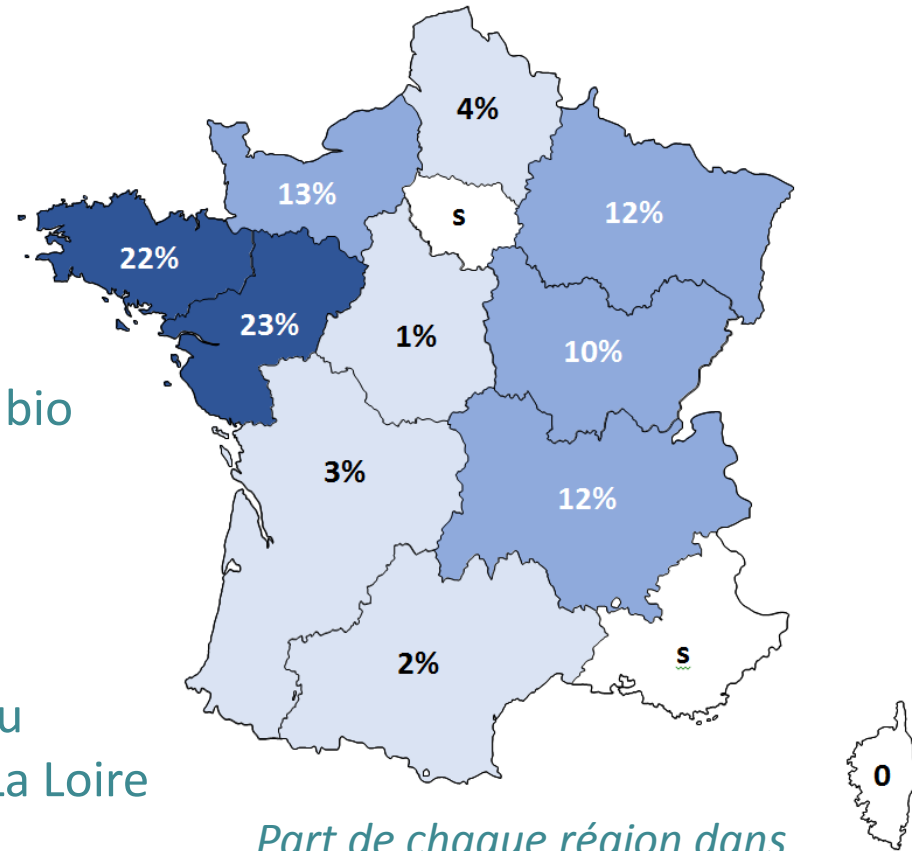 4%
13%
s
12%
22%
23%
1%
10%
bio
3%
12%
2%
s
u
La Loire
0
Part de chaque région dans